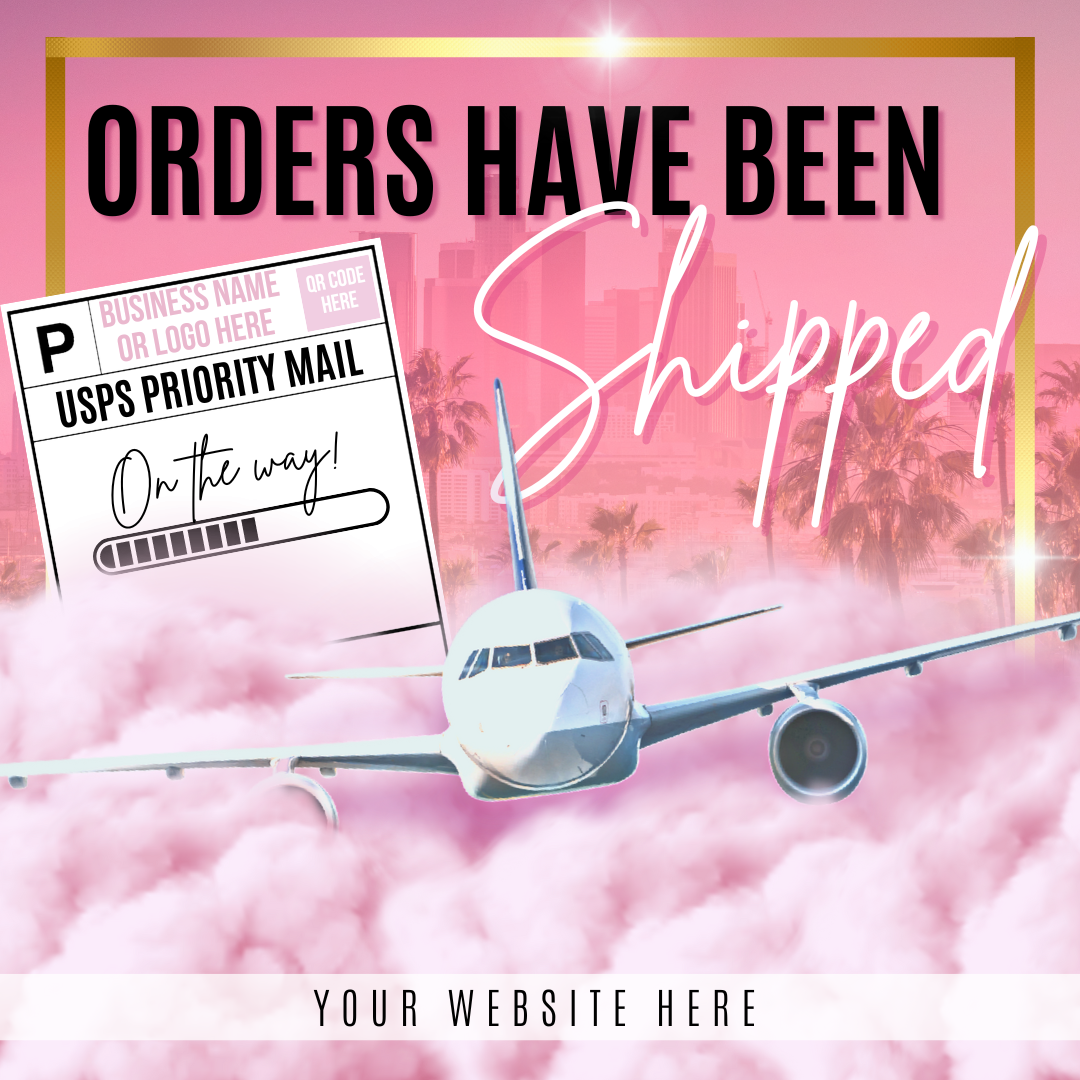 ORDERS HAVE BEEN
Shipped
P
BUSINESS NAME
OR LOGO HERE
QR CODE
HERE
USPS PRIORITY MAIL
On the way!
YOUR WEBSITE HERE